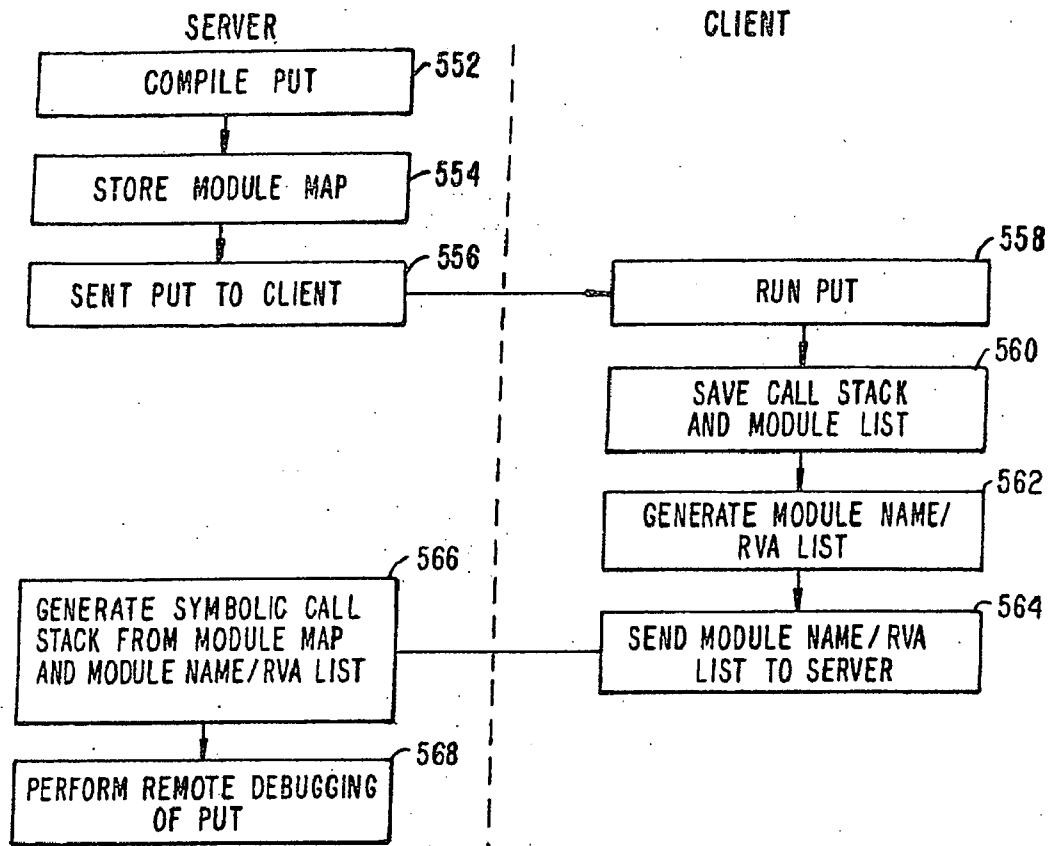 SERVER
CLIENT
COMPILE PUT
552
STORE MODULE MAP
554
SENT PUT TO CLIENT
556
RUN PUT
558
SAVE CALL STACK
AND MODULE LIST
560
GENERATE MODULE NAME/
RVA LIST
562
SEND MODULE NAME/RVA
LIST TO SERVER
564
GENERATE SYMBOLIC CALL
STACK FROM MODULE MAP
AND MODULE NAME/RVA LIST
566
PERFORM REMOTE DEBUGGING
OF PUT
568